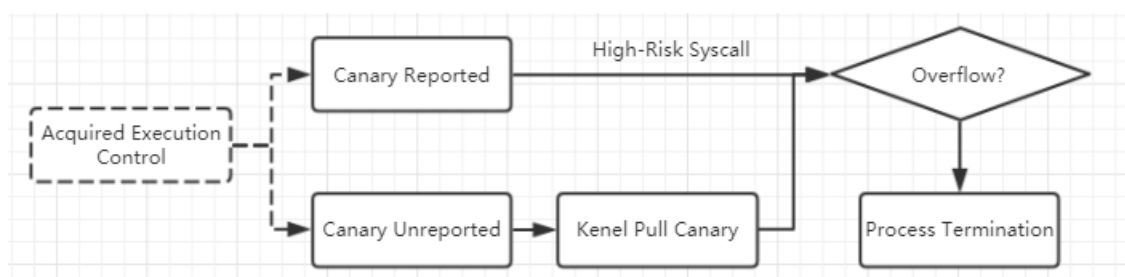 Canary Reported
High-Risk Syscall
Overflow?
Acquired Execution
Control
Canary Unreported
Kenel Pull Canary
Process Termination